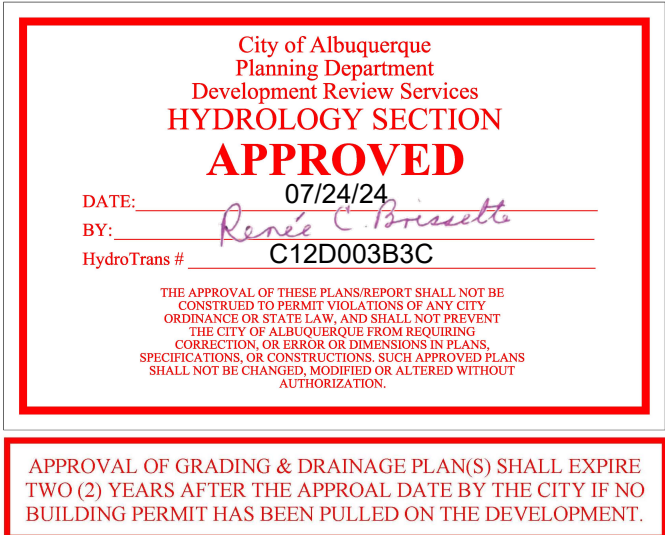 City of Albuquerque
Planning Department
Development Review Services
HYDROLOGY SECTION
APPROVED
DATE: 07/24/24
BY: Renée C. Brissette
HydroTrans # C12D003B3C
THE APPROVAL OF THESE PLANS/REPORT SHALL NOT BE
CONSTRUED TO PERMIT VIOLATIONS OF ANY CITY
ORDINANCE OR STATE LAW, AND SHALL NOT PREVENT
THE CITY OF ALBUQUERQUE FROM REQUIRING
CORRECTION, OR ERROR OR DIMENSIONS IN PLANS,
SPECIFICATIONS, OR CONSTRUCTIONS. SUCH APPROVED PLANS
SHALL NOT BE CHANGED, MODIFIED OR ALTERED WITHOUT
AUTHORIZATION.
APPROVAL OF GRADING & DRAINAGE PLAN(S) SHALL EXPIRE
TWO (2) YEARS AFTER THE APPROAL DATE BY THE CITY IF NO
BUILDING PERMIT HAS BEEN PULLED ON THE DEVELOPMENT.